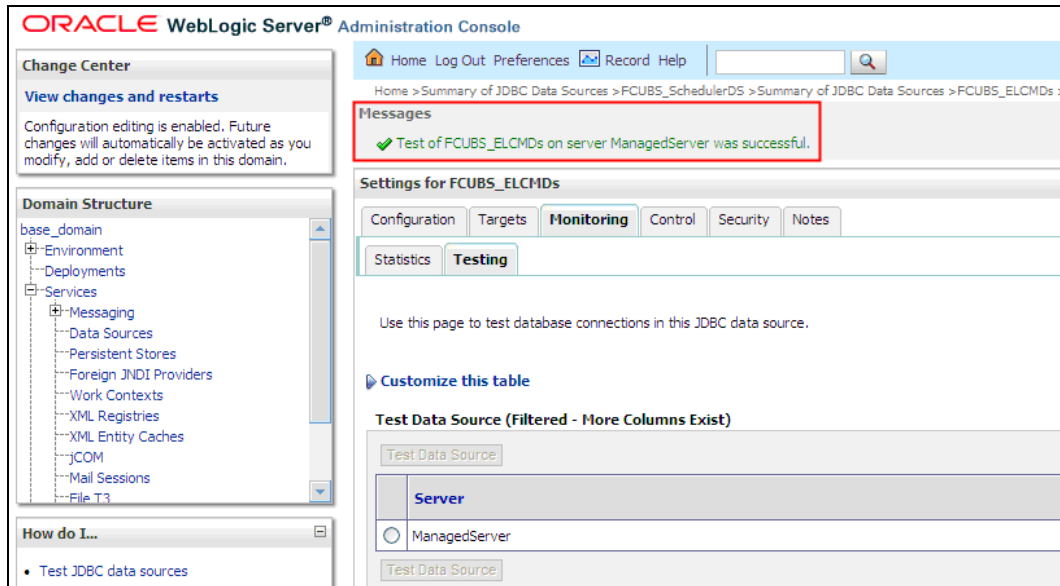 ORACLE WebLogic Server® Administration Console
Change Center
View changes and restarts
Configuration editing is enabled. Future
changes will automatically be activated as you
modify, add or delete items in this domain.
Domain Structure
base_domain
Environment
Deployments
Services
Messaging
Data Sources
Persistent Stores
Foreign JNDI Providers
Work Contexts
XML Registries
XML Entity Caches
jCOM
Mail Sessions
File T3
How do I...
• Test JDBC data sources
Home Log Out Preferences Record Help
Home >Summary of JDBC Data Sources >FCUBS_SchedulerDS >Summary of JDBC Data Sources >FCUBS_ELCMDs >
Messages
Test of FCUBS_ELCMDs on server ManagedServer was successful.
Settings for FCUBS_ELCMDs
Configuration Targets Monitoring Control Security Notes
Statistics Testing
Use this page to test database connections in this JDBC data source.
Customize this table
Test Data Source (Filtered - More Columns Exist)
Test Data Source
Server
ManagedServer
Test Data Source